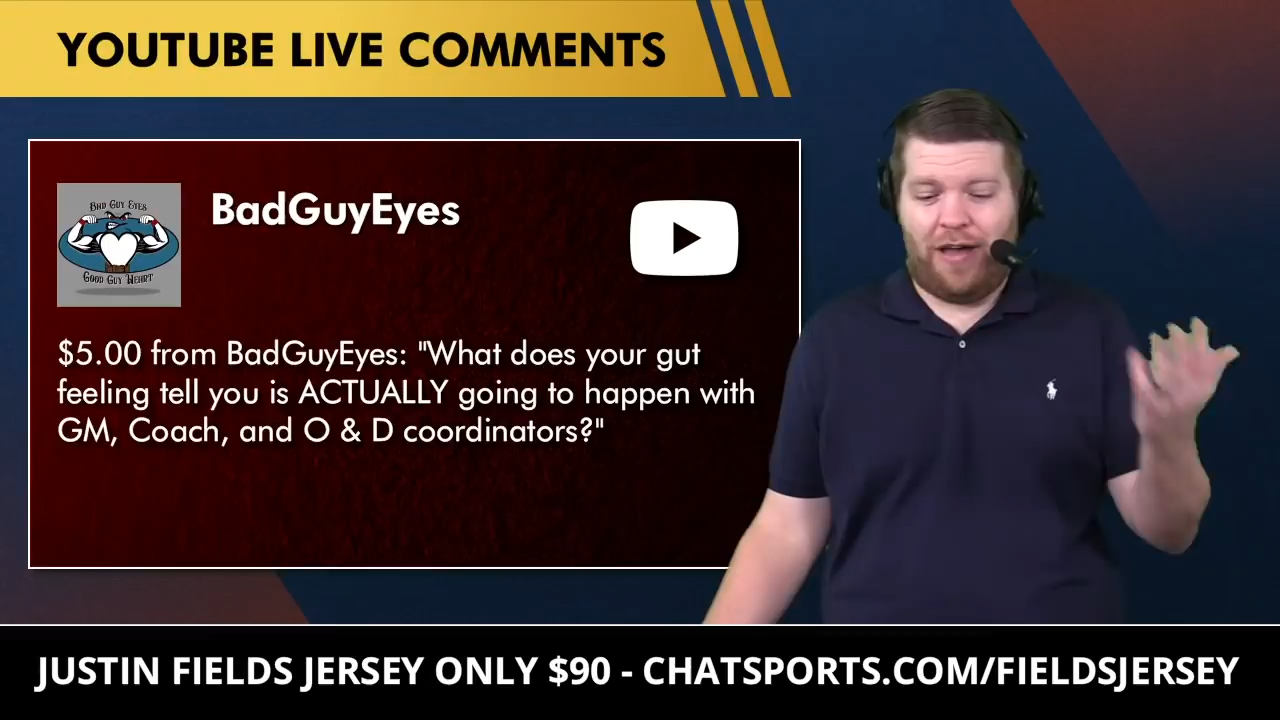 YOUTUBE LIVE COMMENTS
BAD GUY EYES
GOOD GUY HEART
BadGuyEyes
$5.00 from BadGuyEyes: "What does your gut
feeling tell you is ACTUALLY going to happen with
GM, Coach, and O & D coordinators?"
JUSTIN FIELDS JERSEY ONLY $90 - CHATSPORTS.COM/FIELDSJERSEY